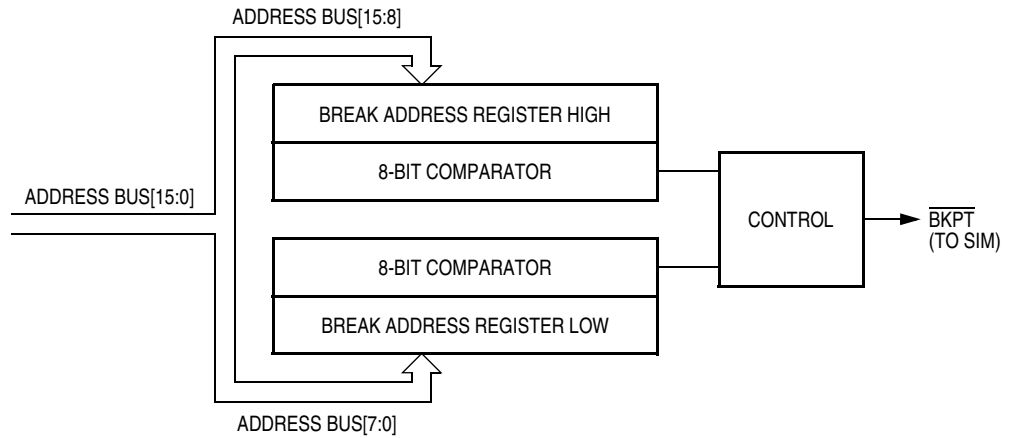 ADDRESS BUS[15:8]
BREAK ADDRESS REGISTER HIGH
8-BIT COMPARATOR
ADDRESS BUS[15:0]
CONTROL
BKPT
(TO SIM)
8-BIT COMPARATOR
BREAK ADDRESS REGISTER LOW
ADDRESS BUS[7:0]